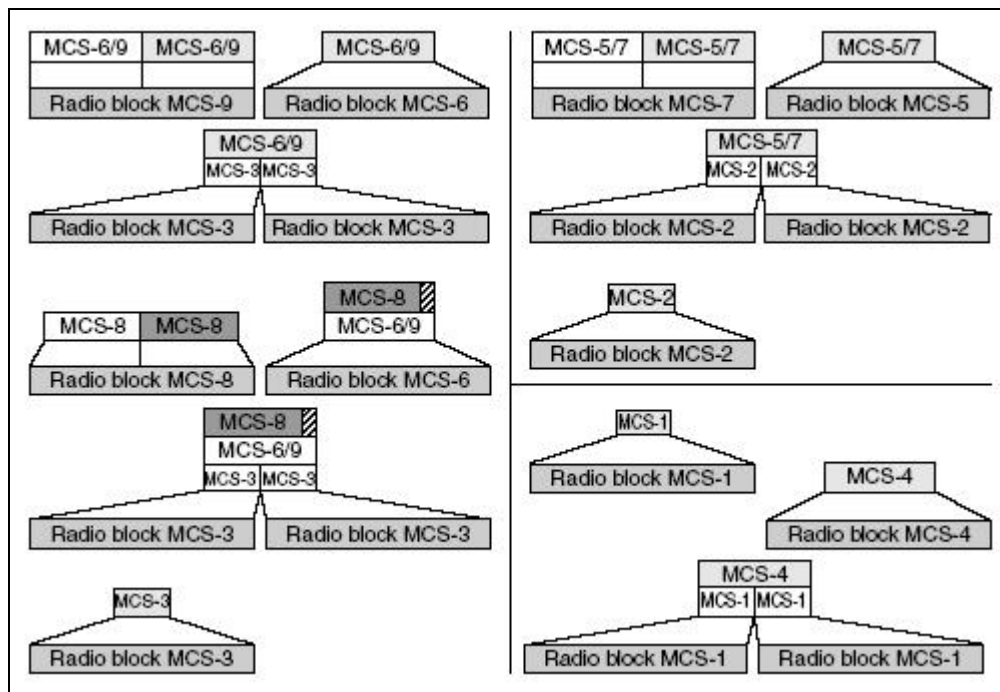 MCS-6/9 MCS-6/9
Radio block MCS-9
MCS-6/9
Radio block MCS-6
MCS-6/9
MCS-3 MCS-3
Radio block MCS-3 Radio block MCS-3
MCS-8 MCS-8
Radio block MCS-8
MCS-8
MCS-6/9
Radio block MCS-6
MCS-8
MCS-6/9
MCS-3 MCS-3
Radio block MCS-3 Radio block MCS-3
MCS-3
Radio block MCS-3
MCS-5/7 MCS-5/7
Radio block MCS-7
MCS-5/7
Radio block MCS-5
MCS-5/7
MCS-2 MCS-2
Radio block MCS-2 Radio block MCS-2
MCS-2
Radio block MCS-2
MCS-1
Radio block MCS-1
MCS-4
Radio block MCS-4
MCS-4
MCS-1 MCS-1
Radio block MCS-1 Radio block MCS-1